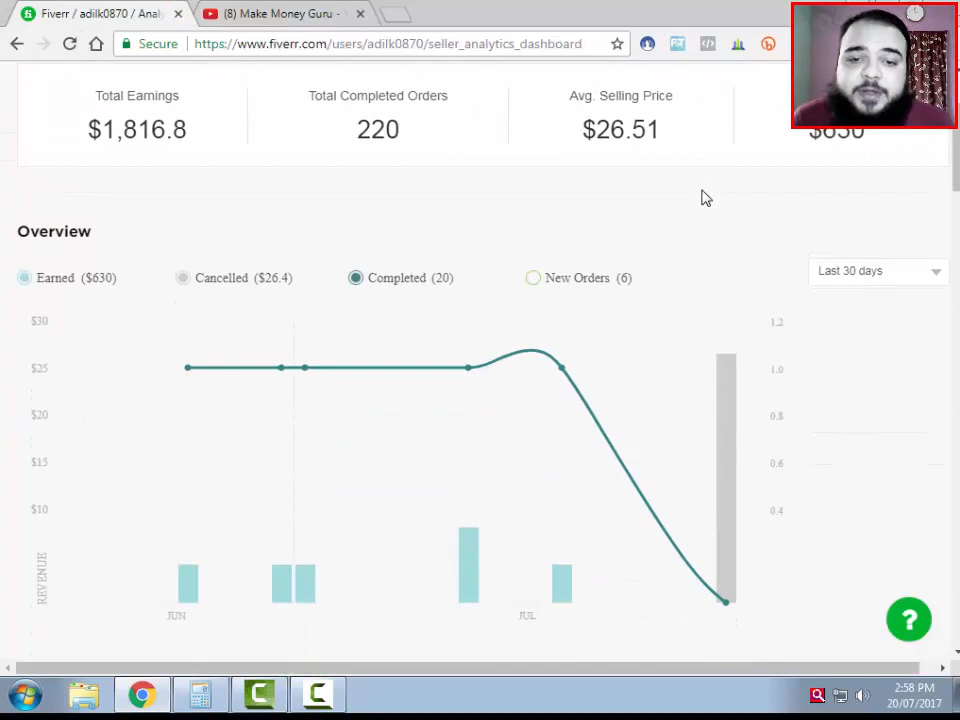 Fiverr / adilk0870 / Anal
(8) Make Money Guru -
Secure
https://www.fiverr.com/users/adilk0870/seller_analytics_dashboard
Total Earnings
Total Completed Orders
Avg. Selling Price
$1,816.8
220
$26.51
$630
Overview
Earned ($630)
Cancelled ($26.4)
Completed (20)
New Orders (6)
Last 30 days
$30
$25
$20
$15
$10
REVENUE
1.2
1.0
0.8
0.6
0.4
JUN
JUL
?
2:58 PM
20/07/2017